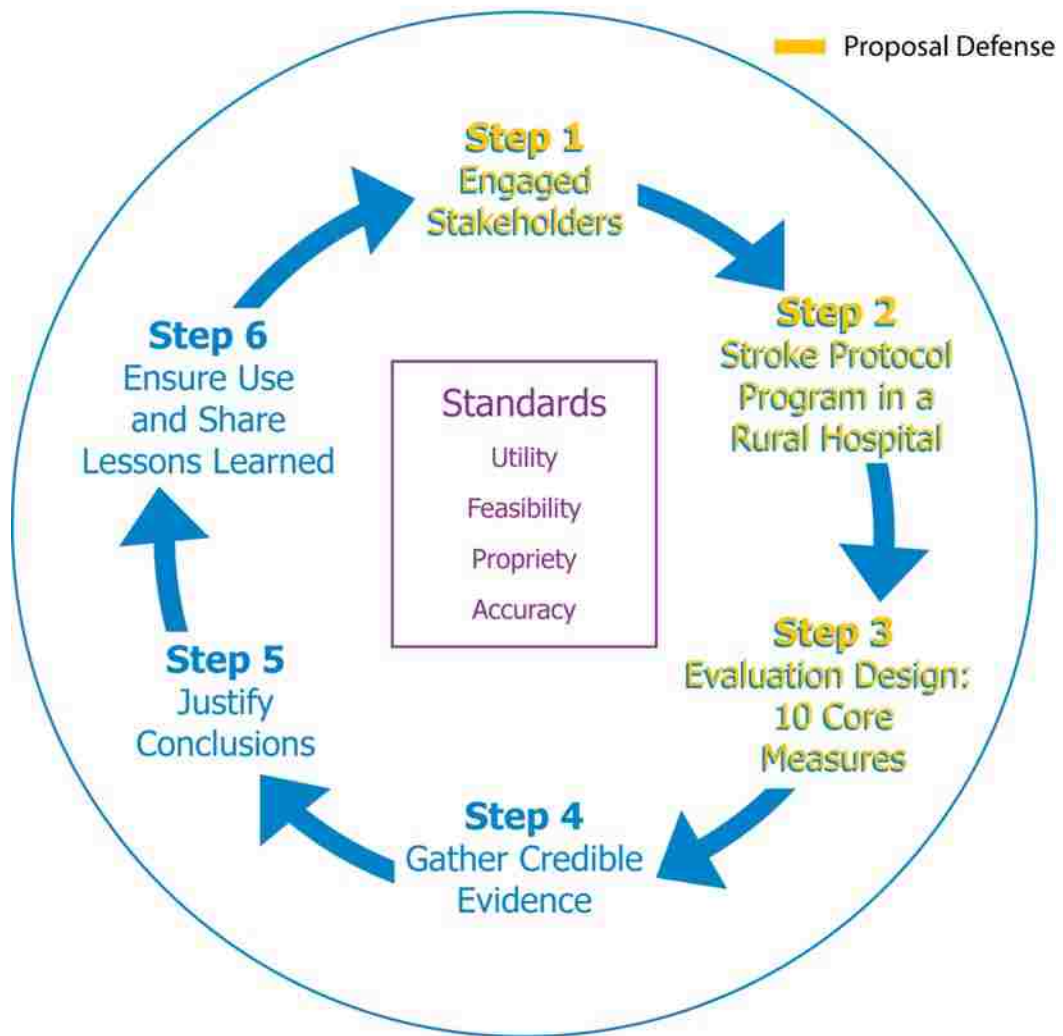 Proposal Defense
Step 1
Engaged
Stakeholders
Step 2
Stroke Protocol
Program in a
Rural Hospital
Step 3
Evaluation Design:
10 Core
Measures
Step 4
Gather Credible
Evidence
Step 5
Justify
Conclusions
Step 6
Ensure Use
and Share
Lessons Learned
Standards
Utility
Feasibility
Propriety
Accuracy